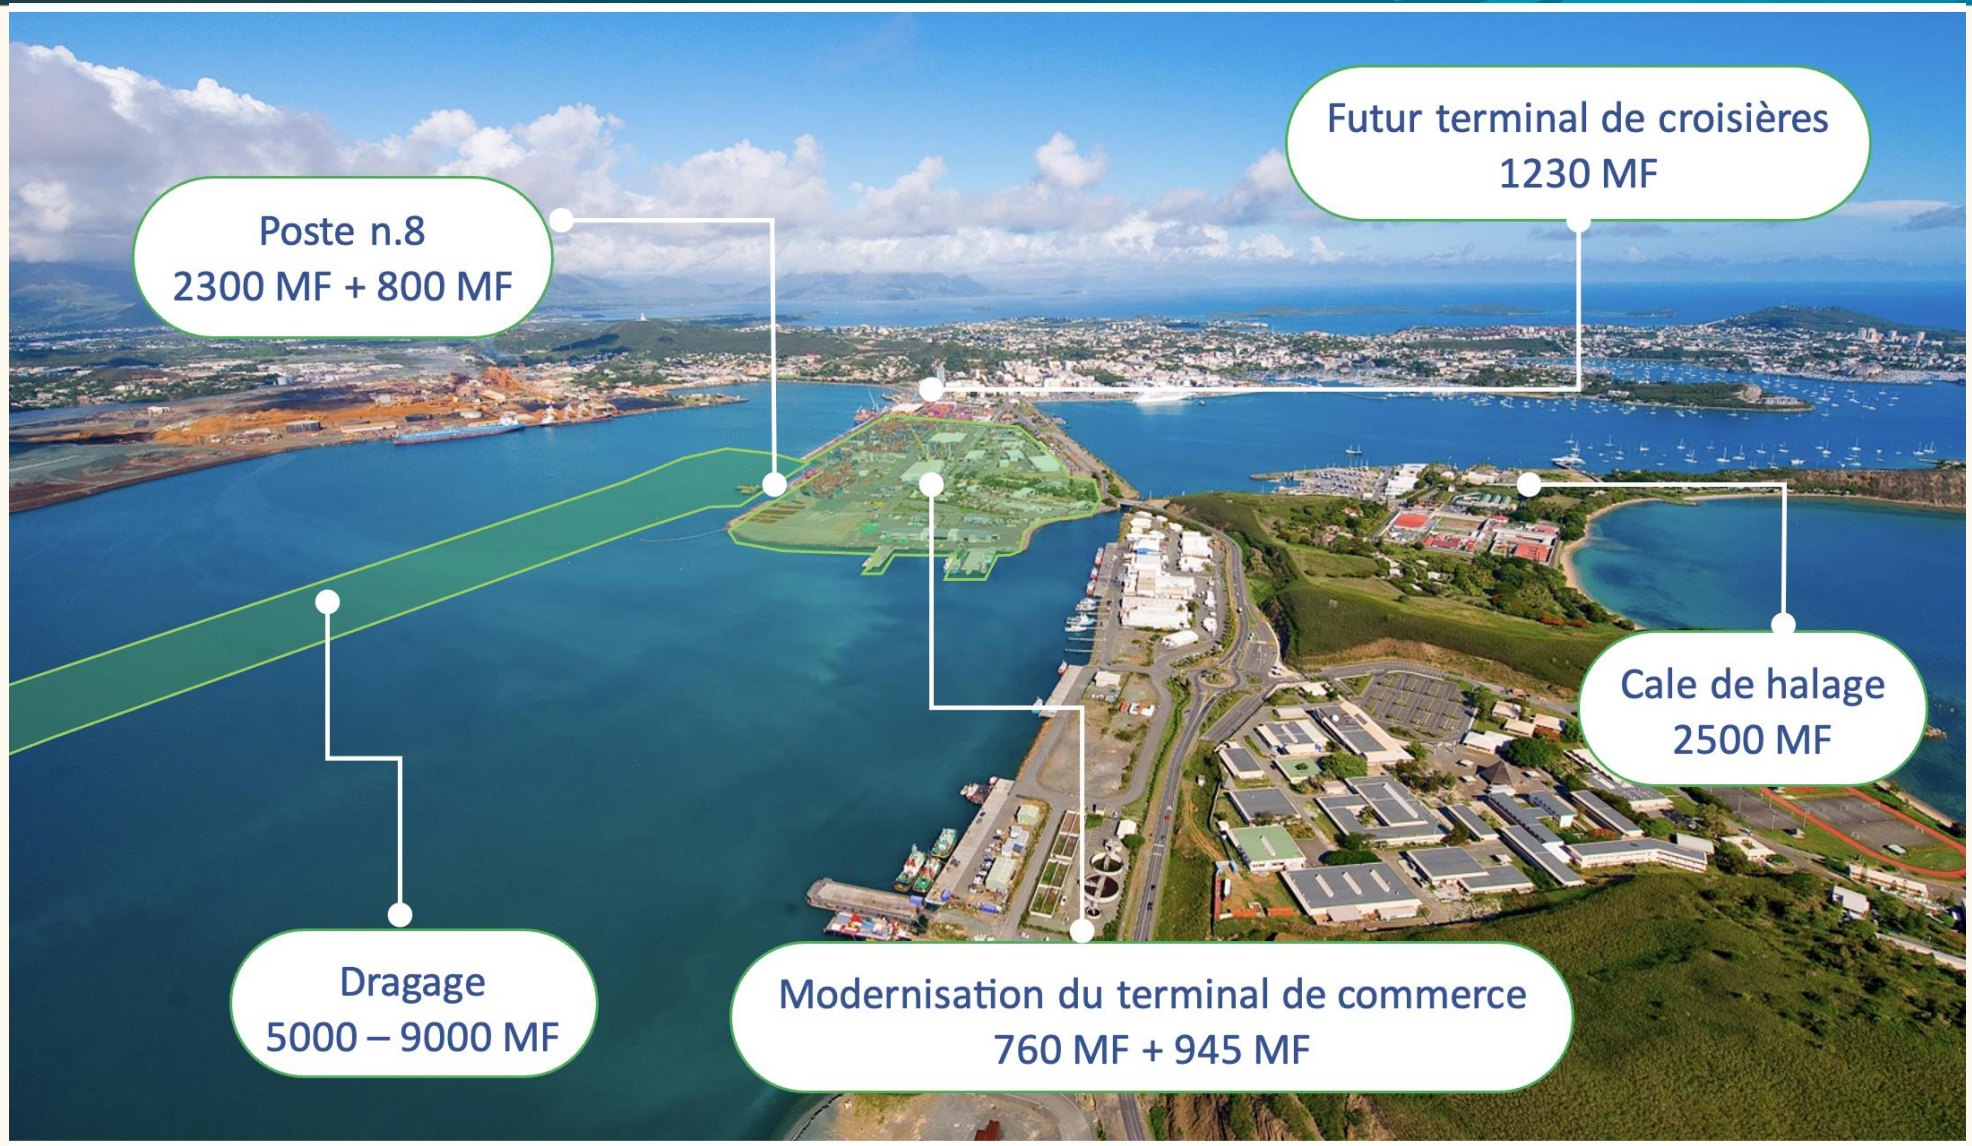 Futur terminal de croisières
1230 MF
Poste n.8
2300 MF + 800 MF
Cale de halage
2500 MF
Dragage
5000 – 9000 MF
Modernisation du terminal de commerce
760 MF + 945 MF